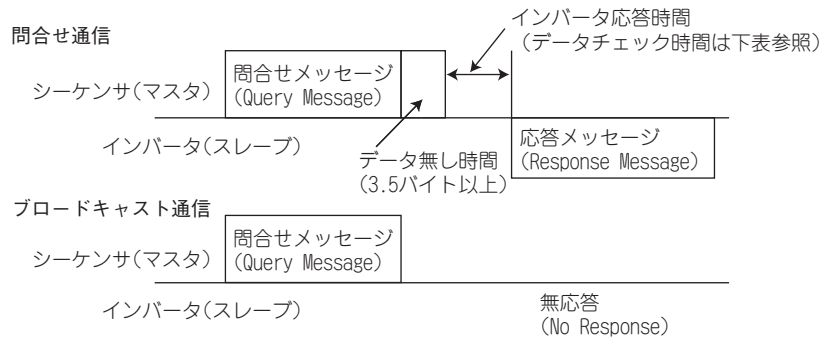 インバータ応答時間
（データチェック時間は下表参照）
問合せ通信
シーケンサ(マスタ)
問合せメッセージ
(Query Message)
インバータ(スレーブ)
データ無し時間
(3.5バイト以上)
応答メッセージ
(Response Message)
ブロードキャスト通信
シーケンサ(マスタ)
問合せメッセージ
(Query Message)
インバータ(スレーブ)
無応答
(No Response)